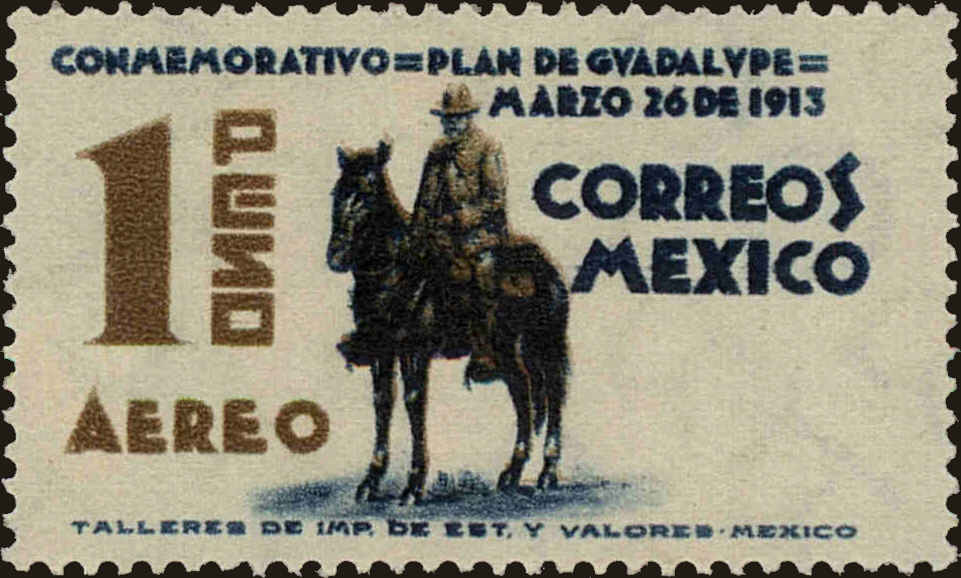 CONMEMORATIVO=PLAN DE GVADALVPE=
MARZO 26 DE 1913
1 PESO
CORREOS
MEXICO
AEREO
TALLERES DE IMP. DE EST. Y VALORES·MEXICO